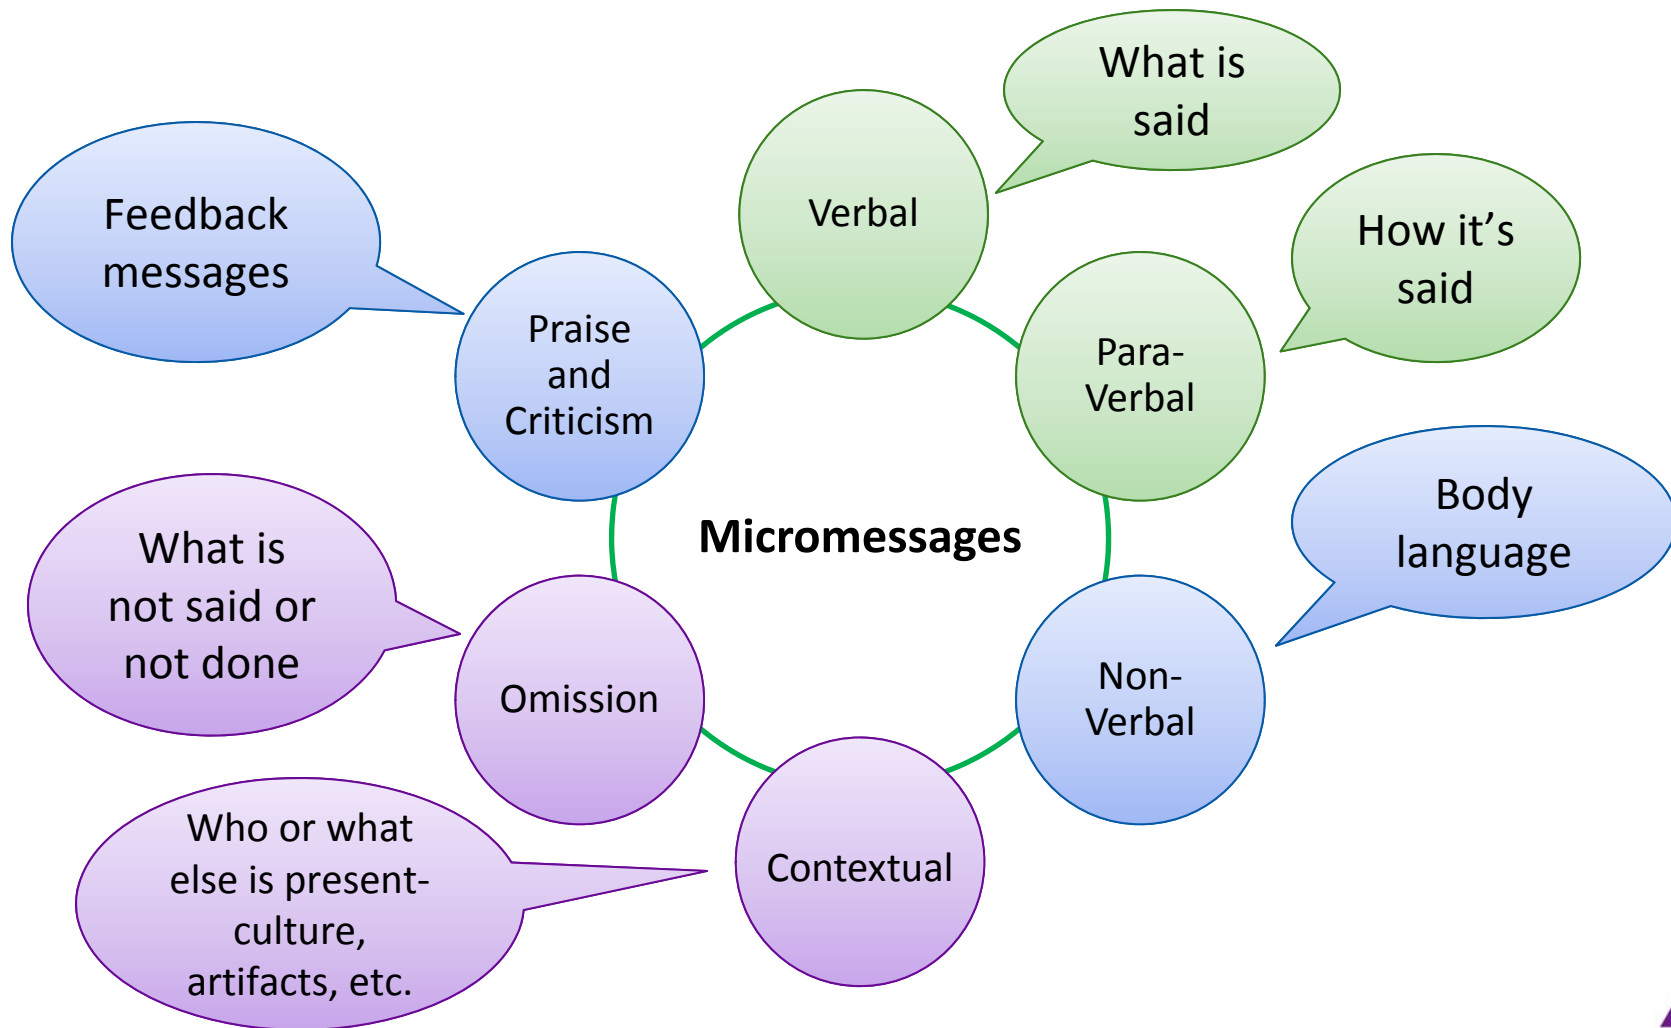 What is
said
Verbal
How it’s
said
Para-
Verbal
Body
language
Non-
Verbal
Contextual
Who or what
else is present-
culture,
artifacts, etc.
Omission
What is
not said or
not done
Praise
and
Criticism
Feedback
messages
Micromessages